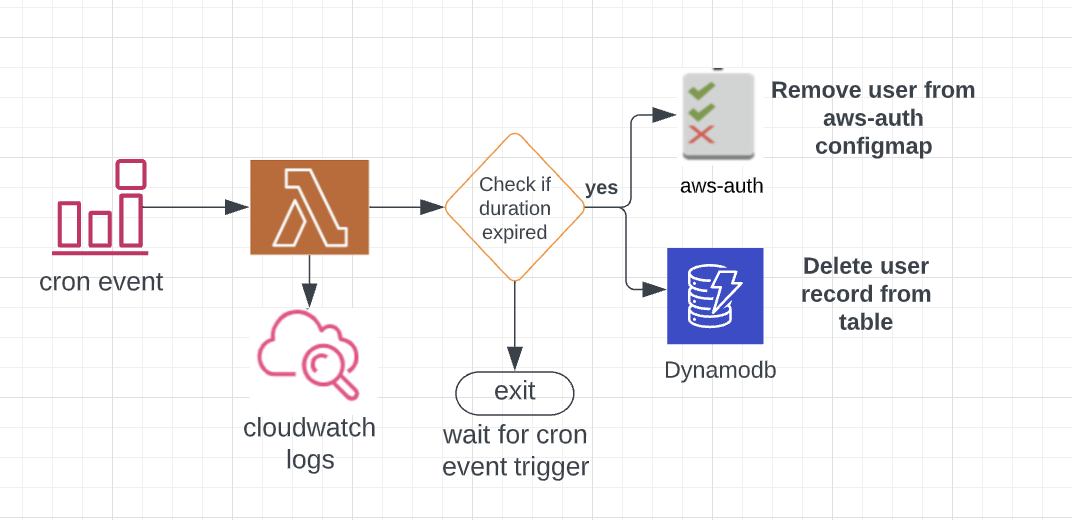 cron event
cloudwatch
logs
Check if
duration
expired
yes
exit
wait for cron
event trigger
Remove user from
aws-auth
configmap
aws-auth
Delete user
record from
table
Dynamodb